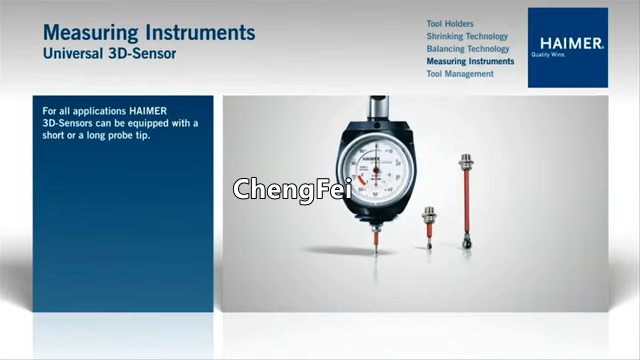 Measuring Instruments
Universal 3D-Sensor
Tool Holders
Shrinking Technology
Balancing Technology
Measuring Instruments
Tool Management
HAIMER.
Quality Wins.
For all applications HAIMER
3D-Sensors can be equipped with a
short or a long probe tip.
HAIMER
ChengFei